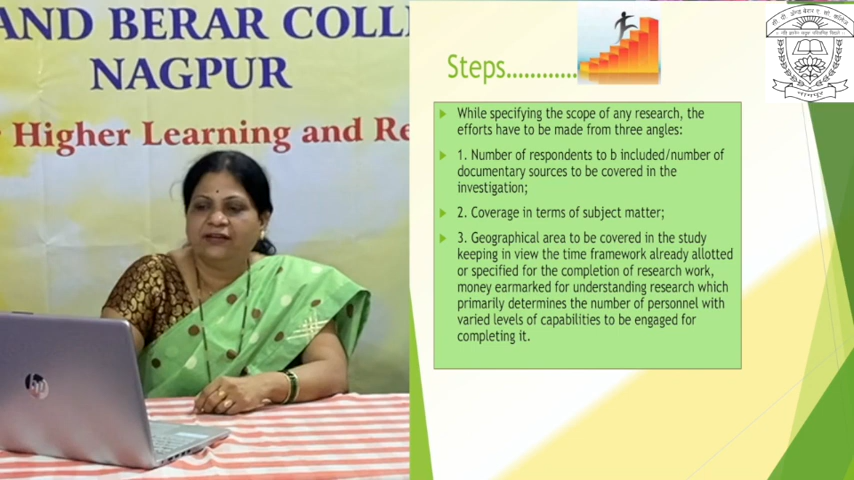 AND BERAR COLL
NAGPUR
Higher Learning and Re
Steps............
While specifying the scope of any research, the
efforts have to be made from three angles:
1. Number of respondents to b included/number of
documentary sources to be covered in the
investigation;
2. Coverage in terms of subject matter;
3. Geographical area to be covered in the study
keeping in view the time framework already allotted
or specified for the completion of research work,
money earmarked for understanding research which
primarily determines the number of personnel with
varied levels of capabilities to be engaged for
completing it.
hp
नागपुर